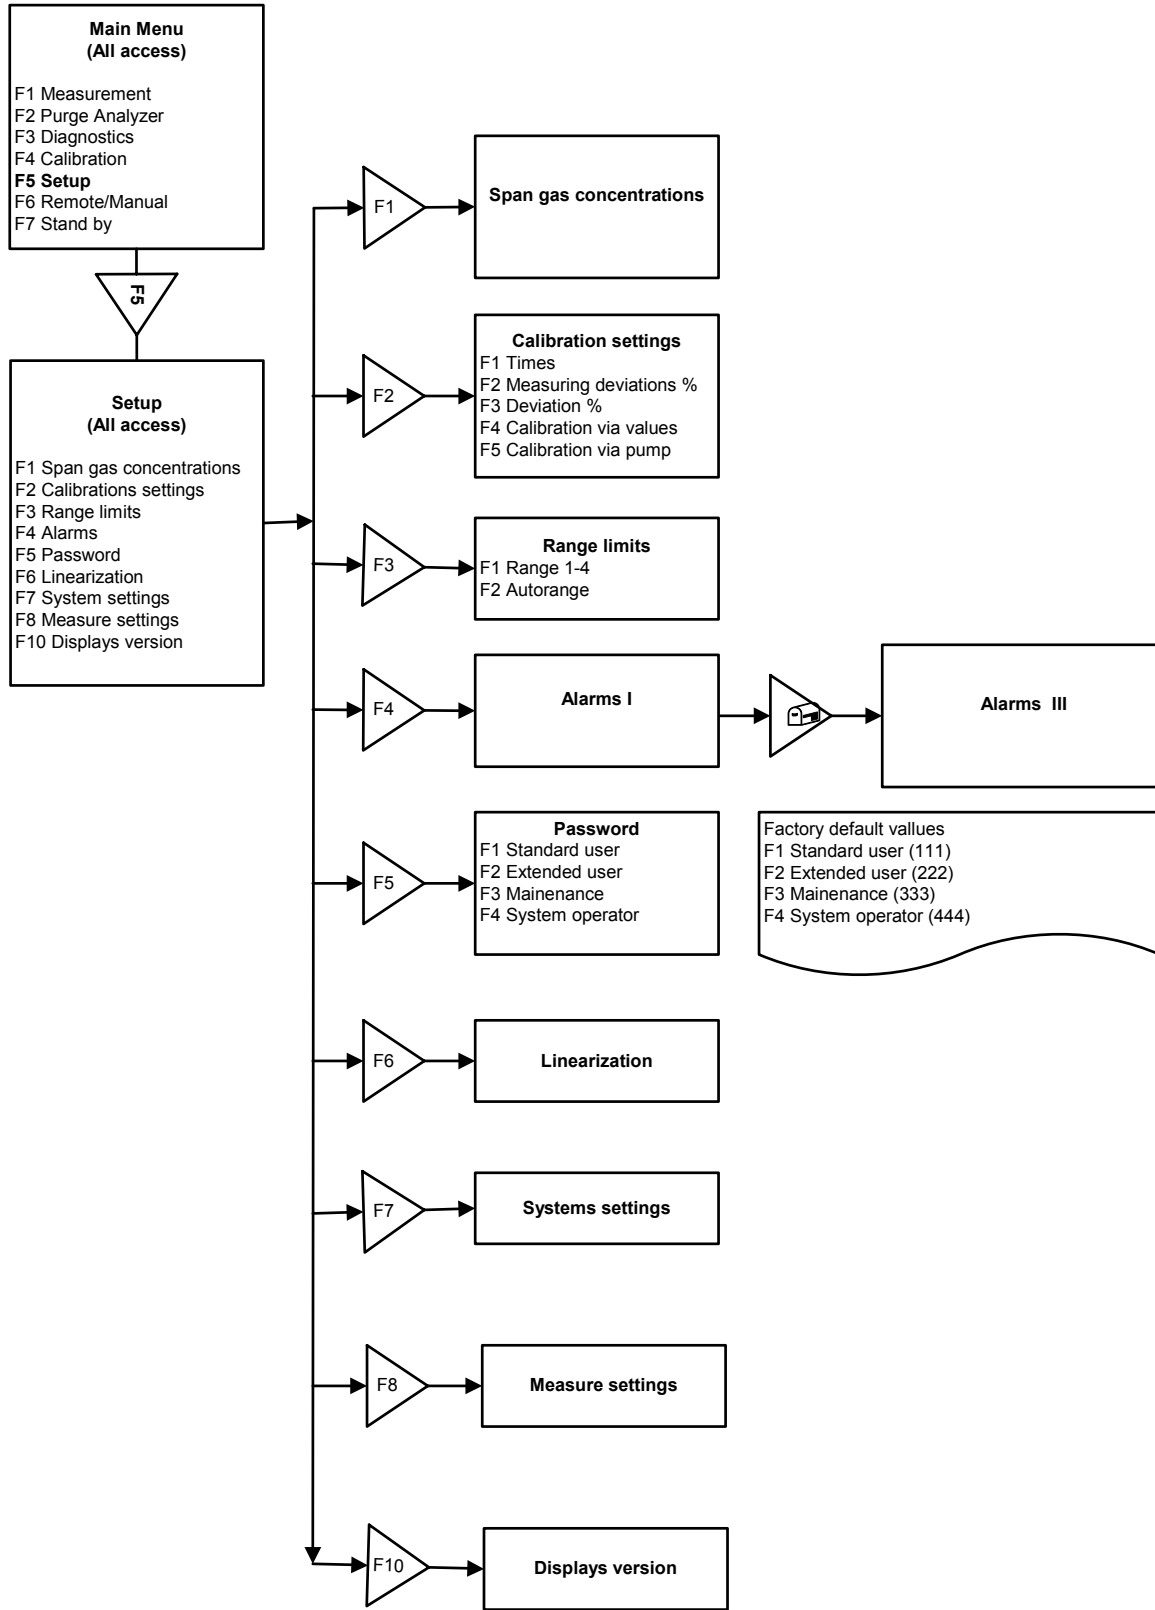 Main Menu
(All access)
F1 Measurement
F2 Purge Analyzer
F3 Diagnostics
F4 Calibration
F5 Setup
F6 Remote/Manual
F7 Stand by
F5
Setup
(All access)
F1 Span gas concentrations
F2 Calibrations settings
F3 Range limits
F4 Alarms
F5 Password
F6 Linearization
F7 System settings
F8 Measure settings
F10 Displays version
F1
Span gas concentrations
F2
Calibration settings
F1 Times
F2 Measuring deviations %
F3 Deviation %
F4 Calibration via values
F5 Calibration via pump
F3
Range limits
F1 Range 1-4
F2 Autorange
F4
Alarms I
Alarms III
F5
Password
F1 Standard user
F2 Extended user
F3 Mainenance
F4 System operator
Factory default vallues
F1 Standard user (111)
F2 Extended user (222)
F3 Mainenance (333)
F4 System operator (444)
F6
Linearization
F7
Systems settings
F8
Measure settings
F10
Displays version